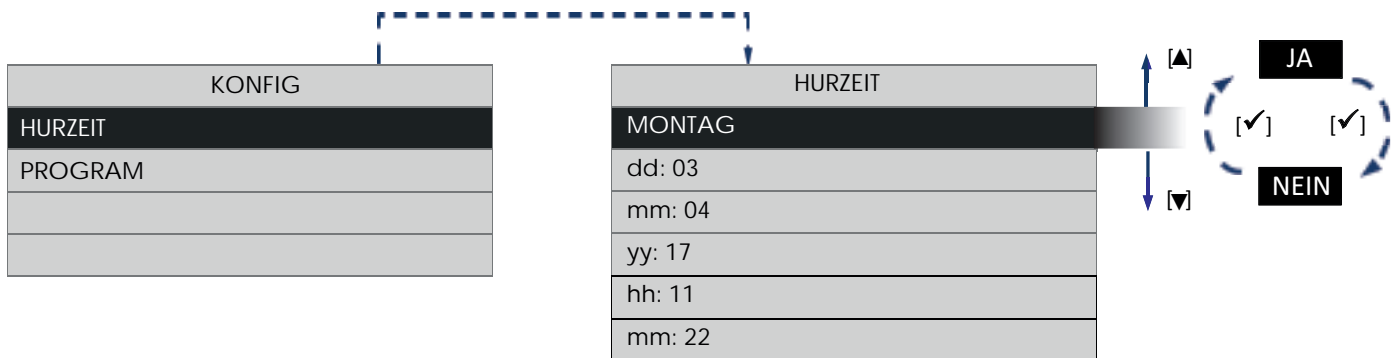 KONFIG
HURZEIT
PROGRAM
HURZEIT
MONTAG
dd: 03
mm: 04
yy: 17
hh: 11
mm: 22
[▲]
[▼]
JA
[✓] [✓]
NEIN